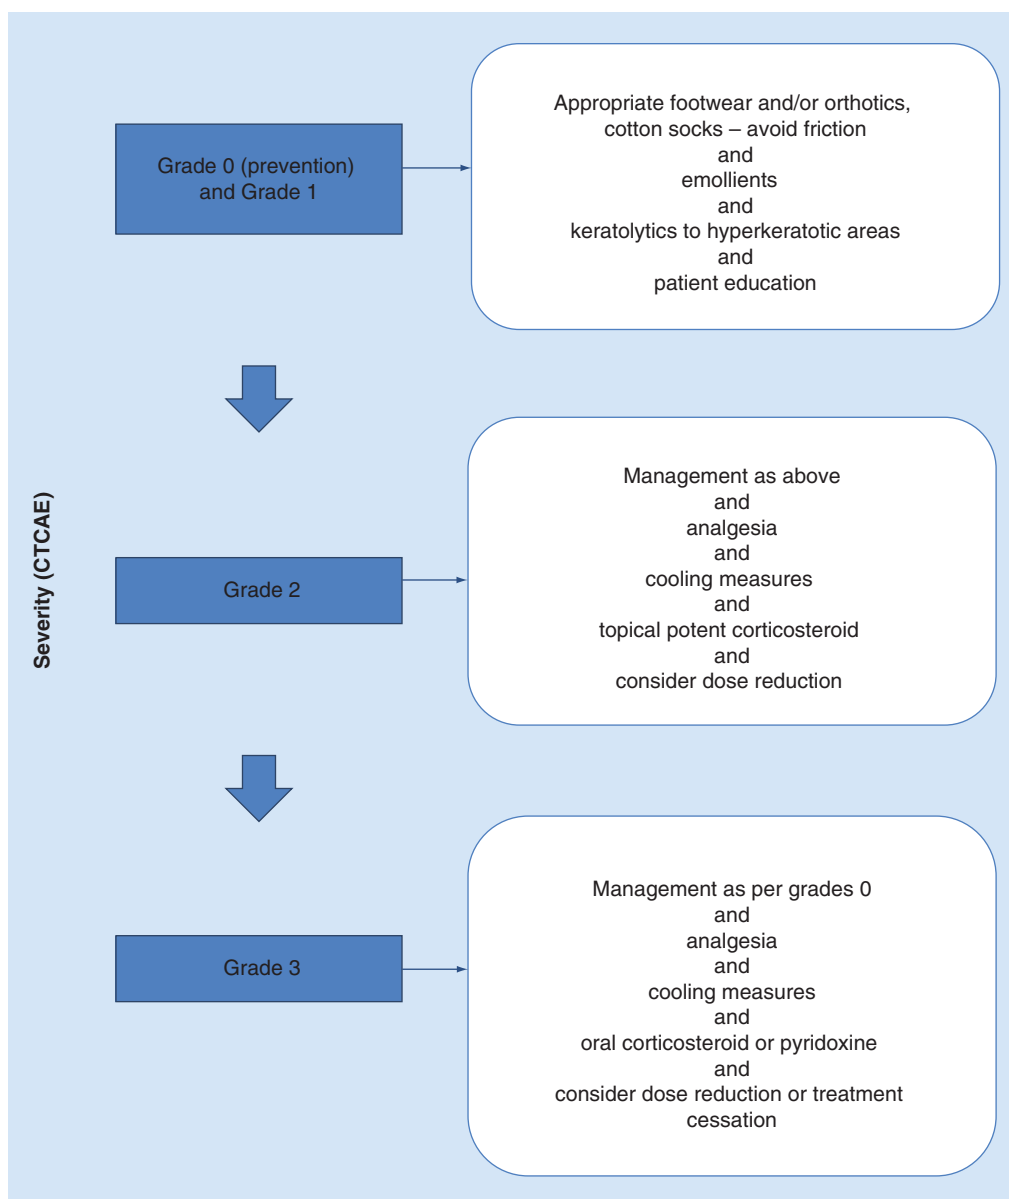 Severity (CTCAE)
Grade 0 (prevention)
and Grade 1
Appropriate footwear and/or orthotics,
cotton socks – avoid friction
and
emollients
and
keratolytics to hyperkeratotic areas
and
patient education
Grade 2
Management as above
and
analgesia
and
cooling measures
and
topical potent corticosteroid
and
consider dose reduction
Grade 3
Management as per grades 0
and
analgesia
and
cooling measures
and
oral corticosteroid or pyridoxine
and
consider dose reduction or treatment
cessation